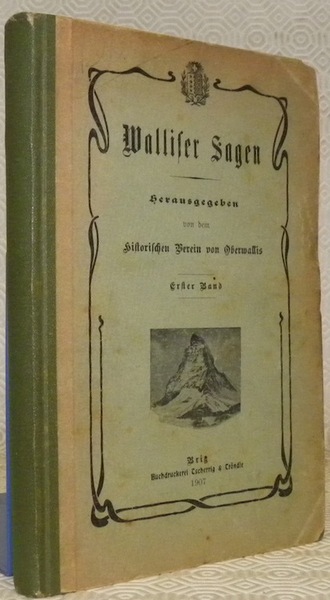 Walliser Sagen
Herausgegeben
von dem
Historischen Verein von Oberwallis
Erster Band
Brig
Buchdruckerei Tscherrig & Tröndle
1907